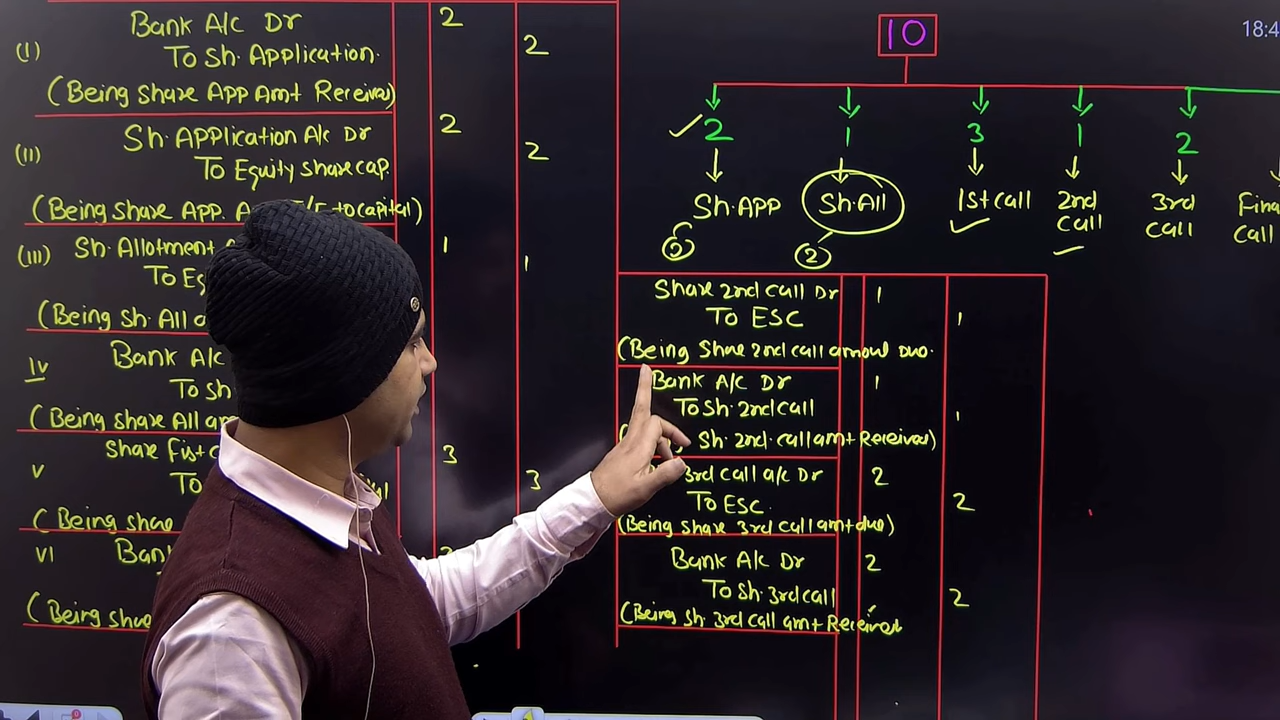 (I) Bank A/c Dr 2
To Sh. Application. 2
(Being Share App Amt Received)
(II) Sh. Application A/c Dr 2
To Equity share cap. 2
(Being share App. T/F to capital)
(III) Sh. Allotment 1
To 1
(Being Sh. All
Iv Bank A/c
To Sh
(Being share All am
V Share First 3
To 3
(Being share
VI Bank
(Being share
10
18:4
2 1 3 1 2
Sh. APP Sh. All 1st call 2nd call 3rd call Fina
Call
2
Share 2nd call Dr 1
To ESC 1
(Being Share 2nd call amout Due.
Bank A/c Dr 1
To Sh. 2nd call 1
Sh. 2nd. call amt Received)
3rd call a/c Dr 2
To ESC. 2
(Being share 3rd call amt due)
Bank A/c Dr 2
To Sh. 3rd call 2
(Being Sh. 3rd call amt Received